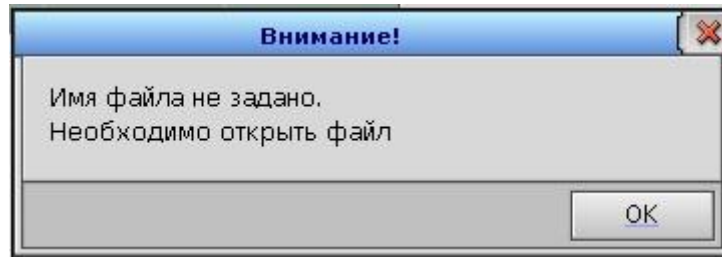 Внимание!
Имя файла не задано.
Необходимо открыть файл
OK